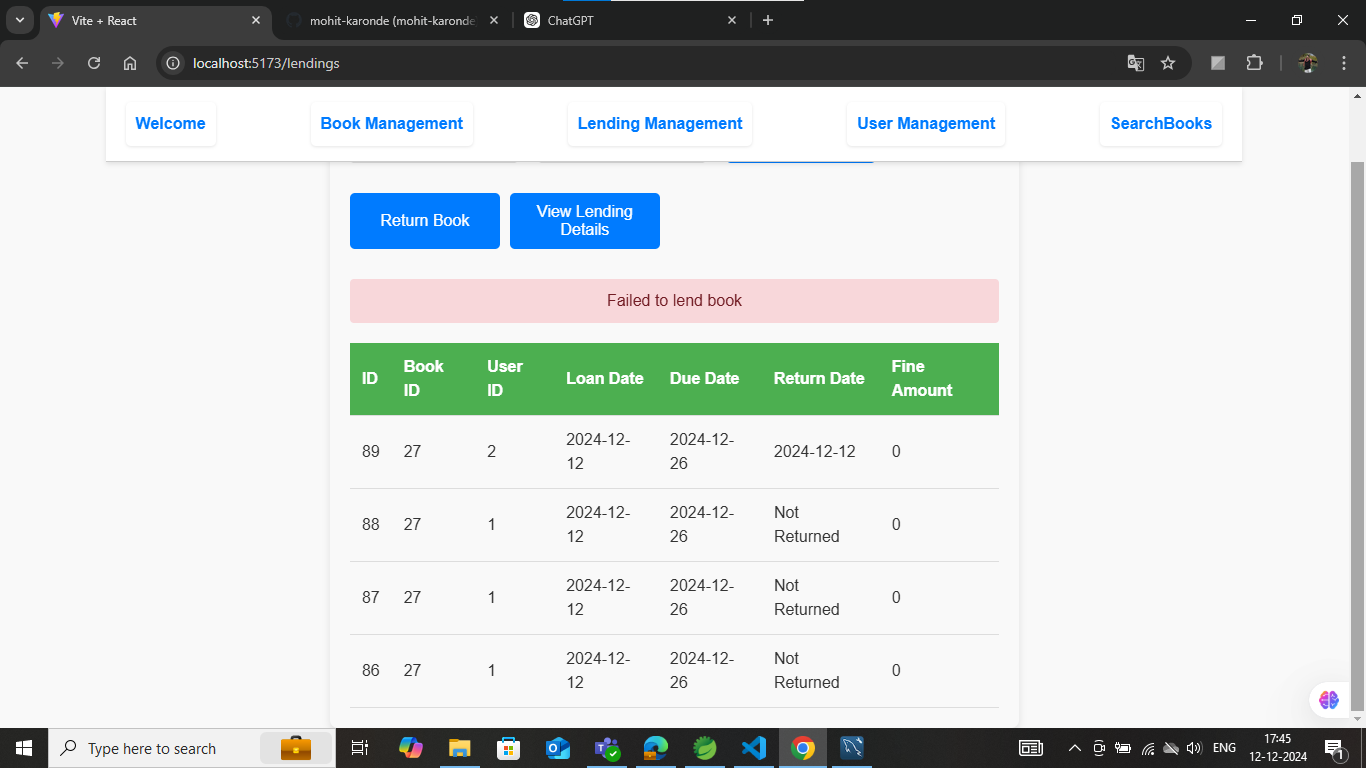 Vite + React
mohit-karonde (mohit-karonde
ChatGPT
localhost:5173/lendings
Welcome
Book Management
Lending Management
User Management
SearchBooks
Return Book
View Lending
Details
Failed to lend book
ID
Book
ID
User
ID
Loan Date
Due Date
Return Date
Fine
Amount
89
27
2
2024-12-
12
2024-12-
26
2024-12-12
0
88
27
1
2024-12-
12
2024-12-
26
Not
Returned
0
87
27
1
2024-12-
12
2024-12-
26
Not
Returned
0
86
27
1
2024-12-
12
2024-12-
26
Not
Returned
0
Type here to search
ENG
17:45
12-12-2024
1